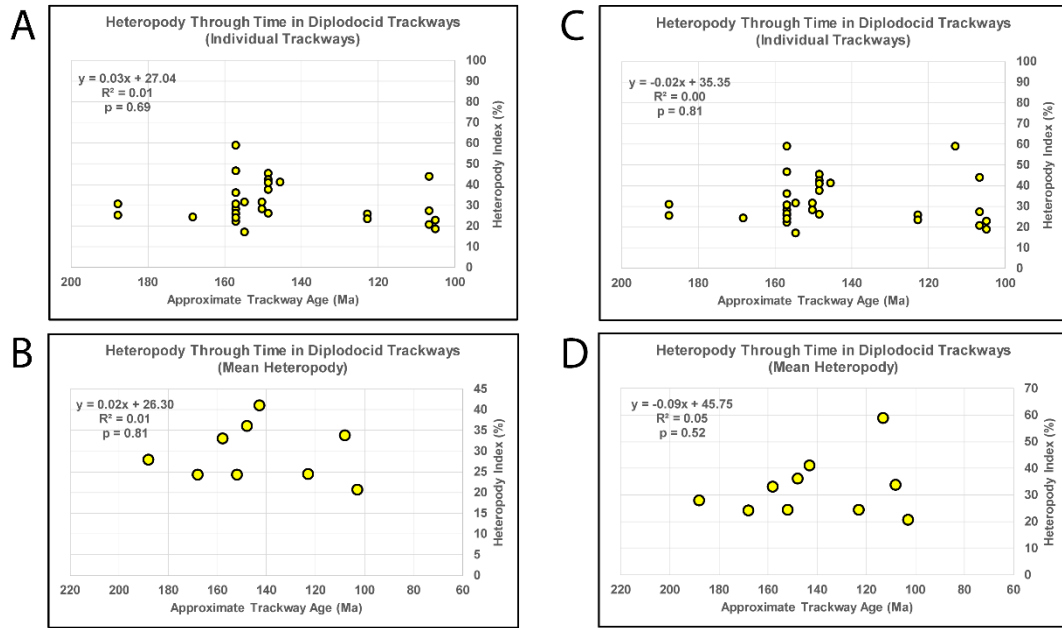 A
Heteropody Through Time in Diplodocid Trackways
(Individual Trackways)
y = 0.03x + 27.04
R² = 0.01
p = 0.69
100
90
80
70
60
50
40
30
20
10
0
Heteropody Index (%)
200 180 160 140 120 100
Approximate Trackway Age (Ma)
C
Heteropody Through Time in Diplodocid Trackways
(Individual Trackways)
y = -0.02x + 35.35
R² = 0.00
p = 0.81
100
90
80
70
60
50
40
30
20
10
0
Heteropody Index (%)
200 180 160 140 120 100
Approximate Trackway Age (Ma)
B
Heteropody Through Time in Diplodocid Trackways
(Mean Heteropody)
y = 0.02x + 26.30
R² = 0.01
p = 0.81
45
40
35
30
25
20
15
10
5
0
Heteropody Index (%)
220 200 180 160 140 120 100 80 60
Approximate Trackway Age (Ma)
D
Heteropody Through Time in Diplodocid Trackways
(Mean Heteropody)
y = -0.09x + 45.75
R² = 0.05
p = 0.52
70
60
50
40
30
20
10
0
Heteropody Index (%)
220 200 180 160 140 120 100 80 60
Approximate Trackway Age (Ma)